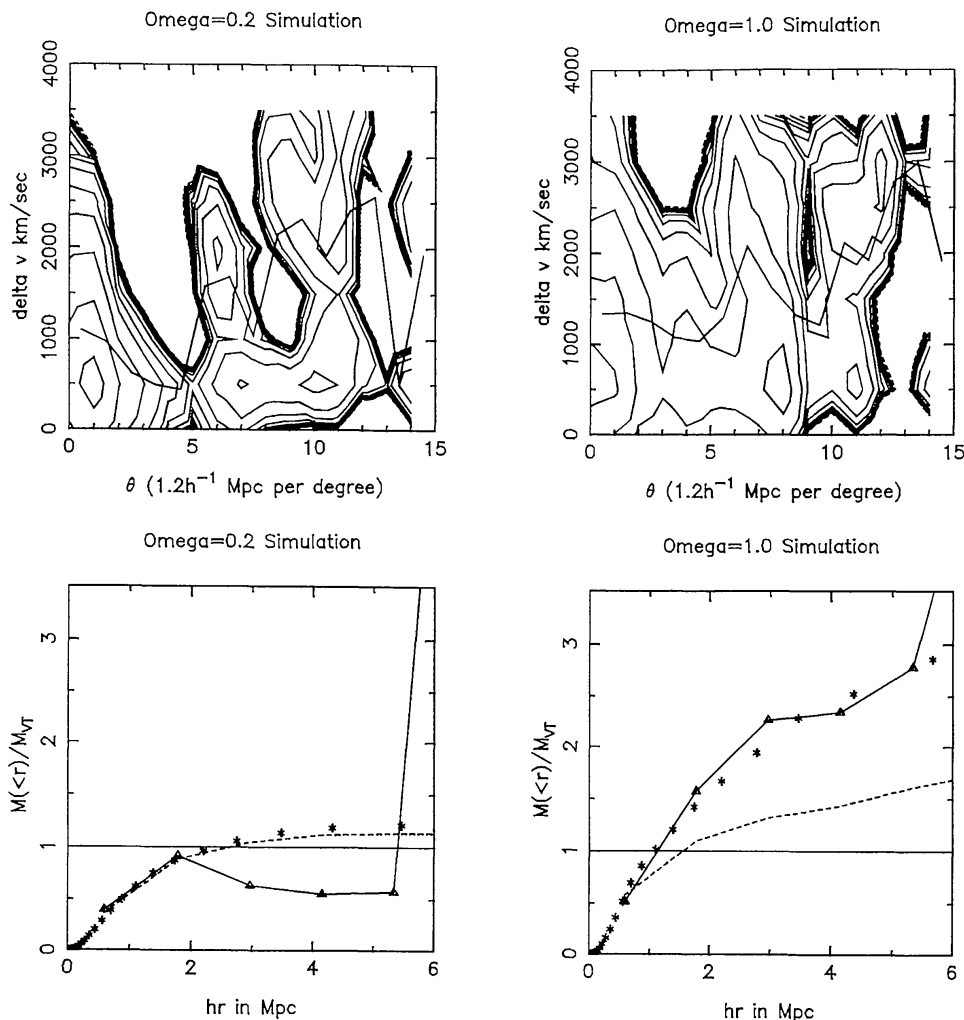 Omega=0.2 Simulation
delta v km/sec
4000
3000
2000
1000
0
0 5 10 15
θ (1.2h⁻¹ Mpc per degree)
Omega=1.0 Simulation
delta v km/sec
4000
3000
2000
1000
0
0 5 10 15
θ (1.2h⁻¹ Mpc per degree)
Omega=0.2 Simulation
M(<r)/M_VT
3
2
1
0
0 2 4 6
hr in Mpc
Omega=1.0 Simulation
M(<r)/M_VT
3
2
1
0
0 2 4 6
hr in Mpc